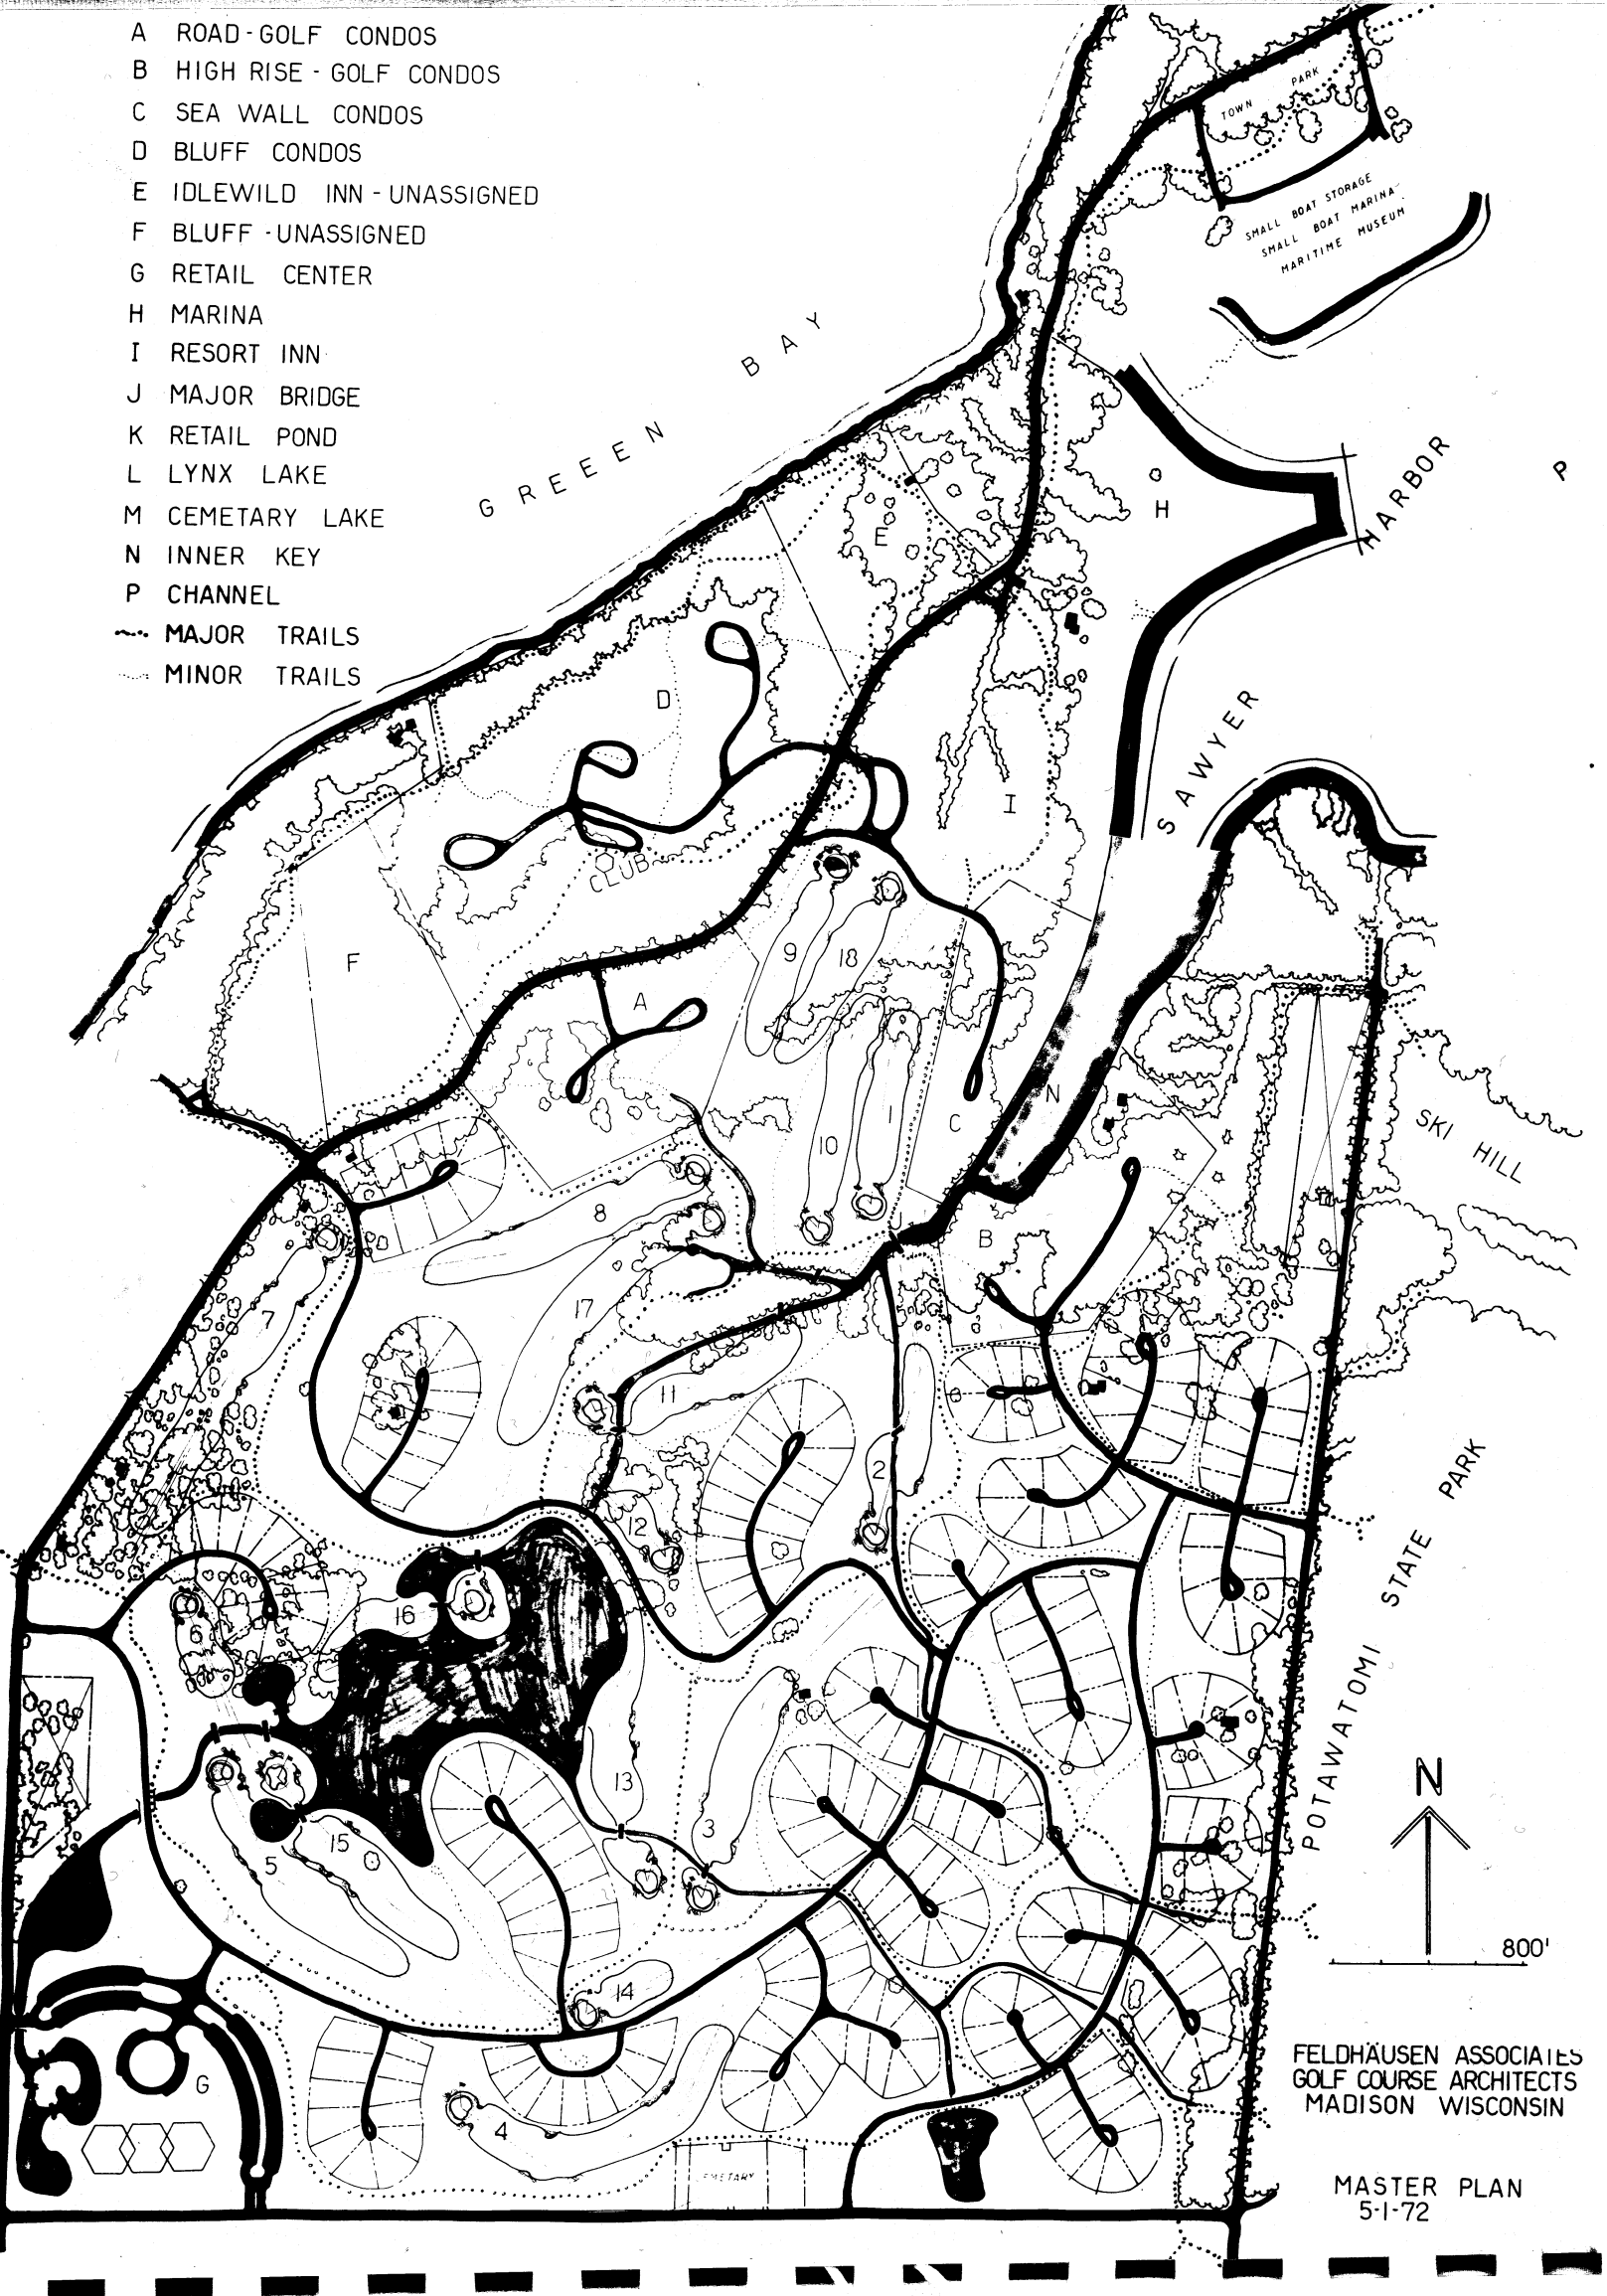 A ROAD-GOLF CONDOS
B HIGH RISE - GOLF CONDOS
C SEA WALL CONDOS
D BLUFF CONDOS
E IDLEWILD INN - UNASSIGNED
F BLUFF - UNASSIGNED
G RETAIL CENTER
H MARINA
I RESORT INN
J MAJOR BRIDGE
K RETAIL POND
L LYNX LAKE
M CEMETARY LAKE
N INNER KEY
P CHANNEL
MAJOR TRAILS
MINOR TRAILS
TOWN PARK
SMALL BOAT STORAGE
SMALL BOAT MARINA
MARITIME MUSEUM
GREEEN BAY
SAWYER HARBOR
P
H
E
D
I
CLUB
F
A
9
18
C
N
10
1
8
B
7
17
11
2
12
16
6
13
3
5
15
14
4
G
SKI HILL
POTAWATOMI STATE PARK
N
800'
FELDHÄUSEN ASSOCIATES
GOLF COURSE ARCHITECTS
MADISON WISCONSIN
MASTER PLAN
5-1-72